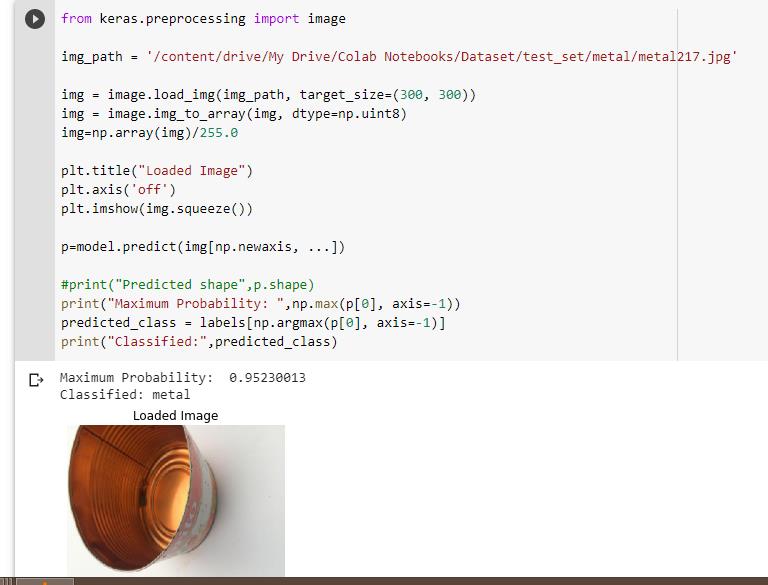 from keras.preprocessing import image
img_path = '/content/drive/My Drive/Colab Notebooks/Dataset/test_set/metal/metal217.jpg'
img = image.load_img(img_path, target_size=(300, 300))
img = image.img_to_array(img, dtype=np.uint8)
img=np.array(img)/255.0
plt.title("Loaded Image")
plt.axis('off')
plt.imshow(img.squeeze())
p=model.predict(img[np.newaxis, ...])
#print("Predicted shape",p.shape)
print("Maximum Probability: ",np.max(p[0], axis=-1))
predicted_class = labels[np.argmax(p[0], axis=-1)]
print("Classified:",predicted_class)
Maximum Probability:  0.95230013
Classified: metal
Loaded Image